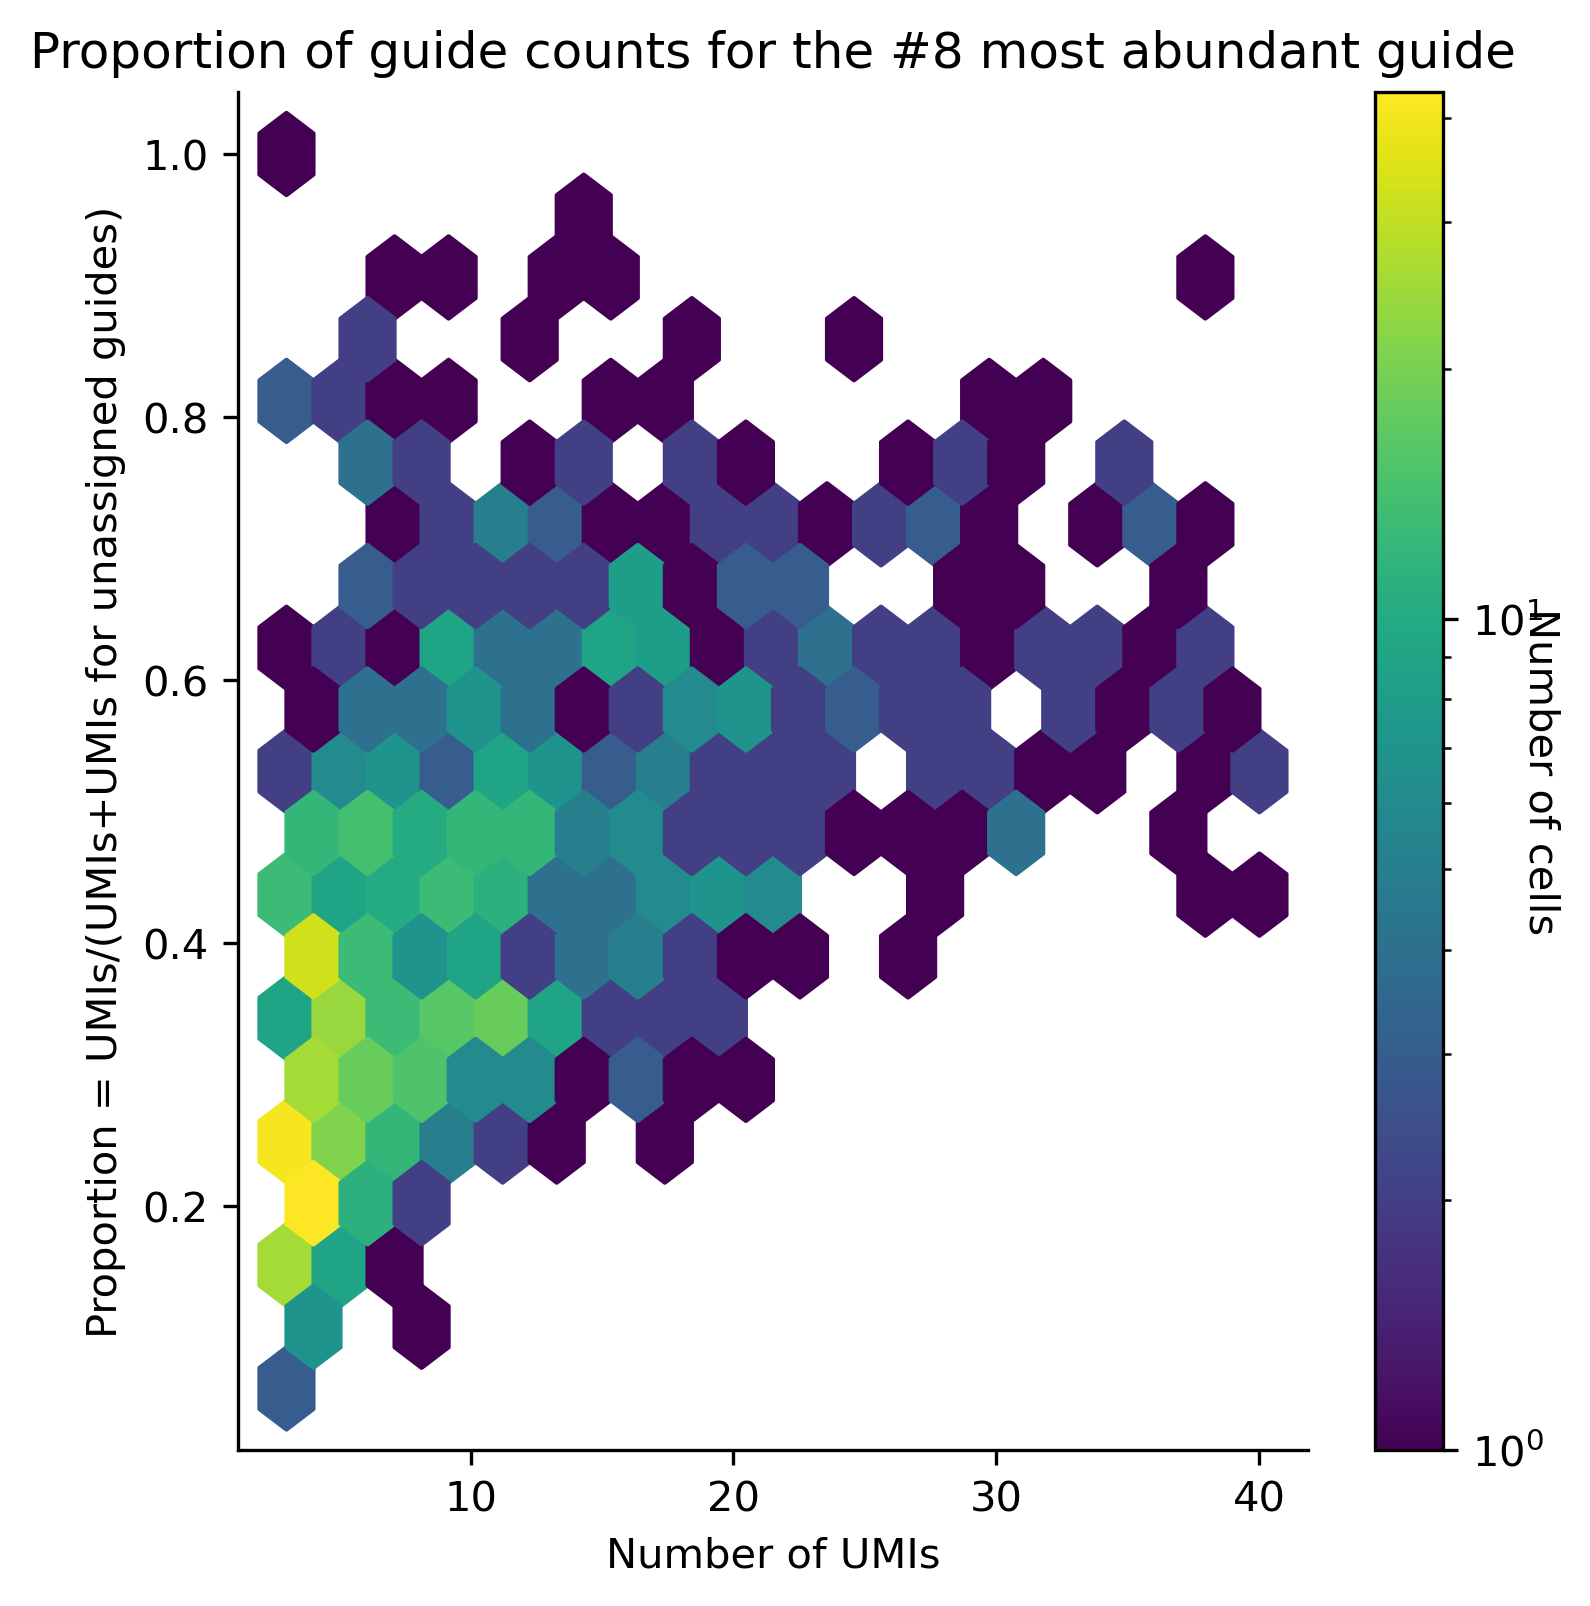 Proportion of guide counts for the #8 most abundant guide
Proportion = UMIs/(UMIs+UMIs for unassigned guides)
1.0
0.8
0.6
0.4
0.2
10
20
30
40
Number of UMIs
10¹
10⁰
Number of cells